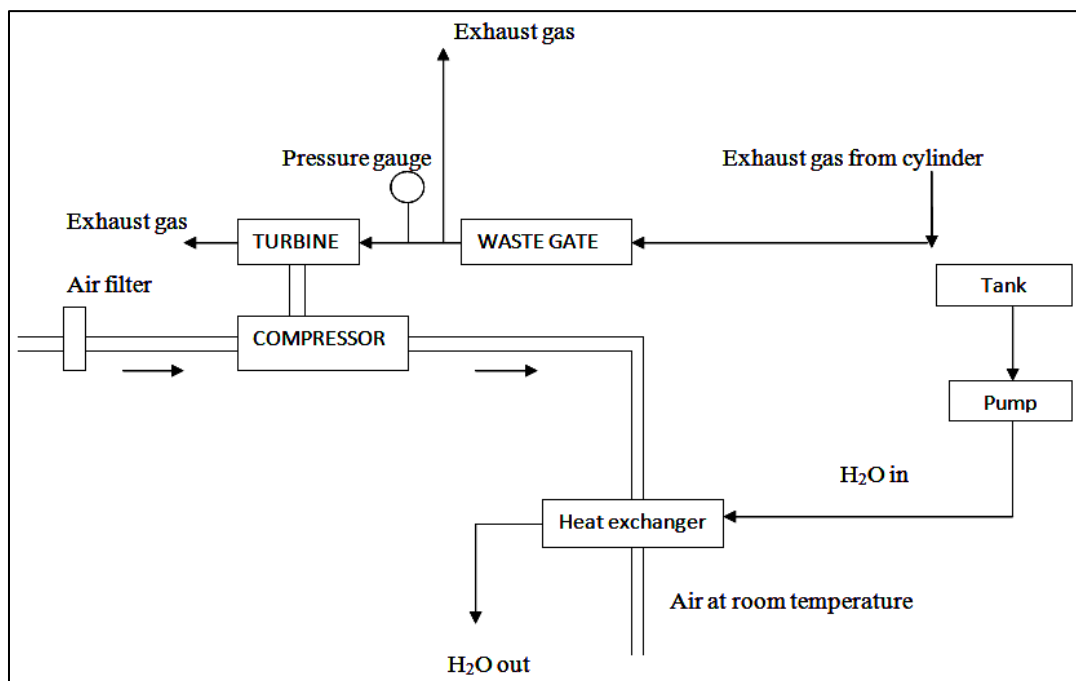 Exhaust gas
Pressure gauge
Exhaust gas from cylinder
Exhaust gas
TURBINE
WASTE GATE
Air filter
Tank
COMPRESSOR
Pump
H₂O in
Heat exchanger
Air at room temperature
H₂O out